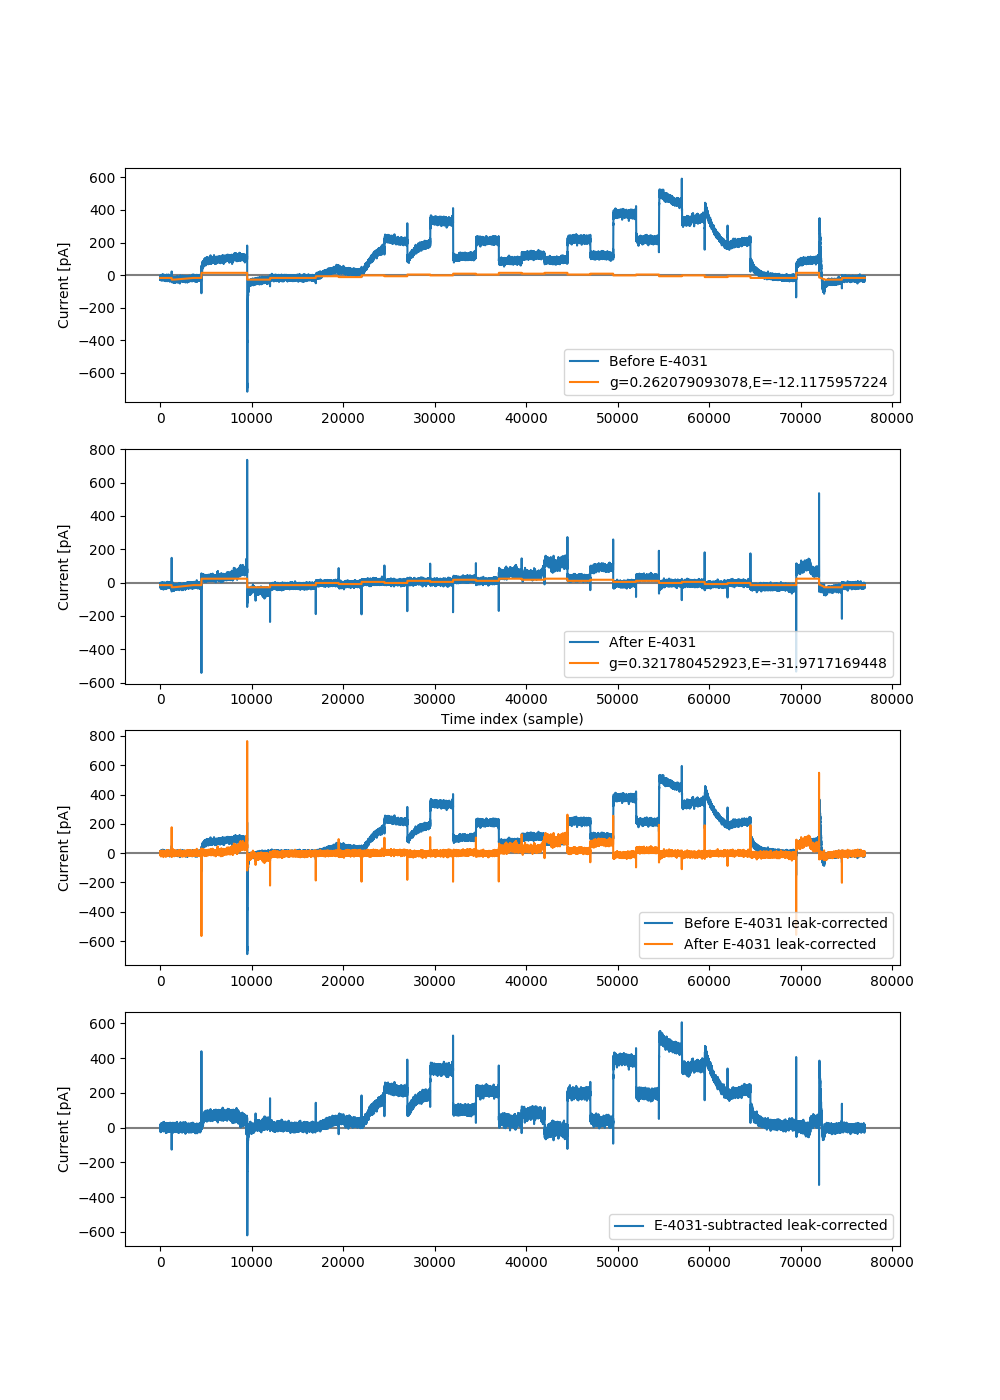 600
400
200
0
−200
−400
−600
Current [pA]
Before E-4031
g=0.262079093078,E=-12.1175957224
0 10000 20000 30000 40000 50000 60000 70000 80000
800
600
400
200
0
−200
−400
−600
Current [pA]
After E-4031
g=0.321780452923,E=-31.9717169448
0 10000 20000 30000 40000 50000 60000 70000 80000
Time index (sample)
800
600
400
200
0
−200
−400
−600
Current [pA]
Before E-4031 leak-corrected
After E-4031 leak-corrected
0 10000 20000 30000 40000 50000 60000 70000 80000
600
400
200
0
−200
−400
−600
Current [pA]
E-4031-subtracted leak-corrected
0 10000 20000 30000 40000 50000 60000 70000 80000